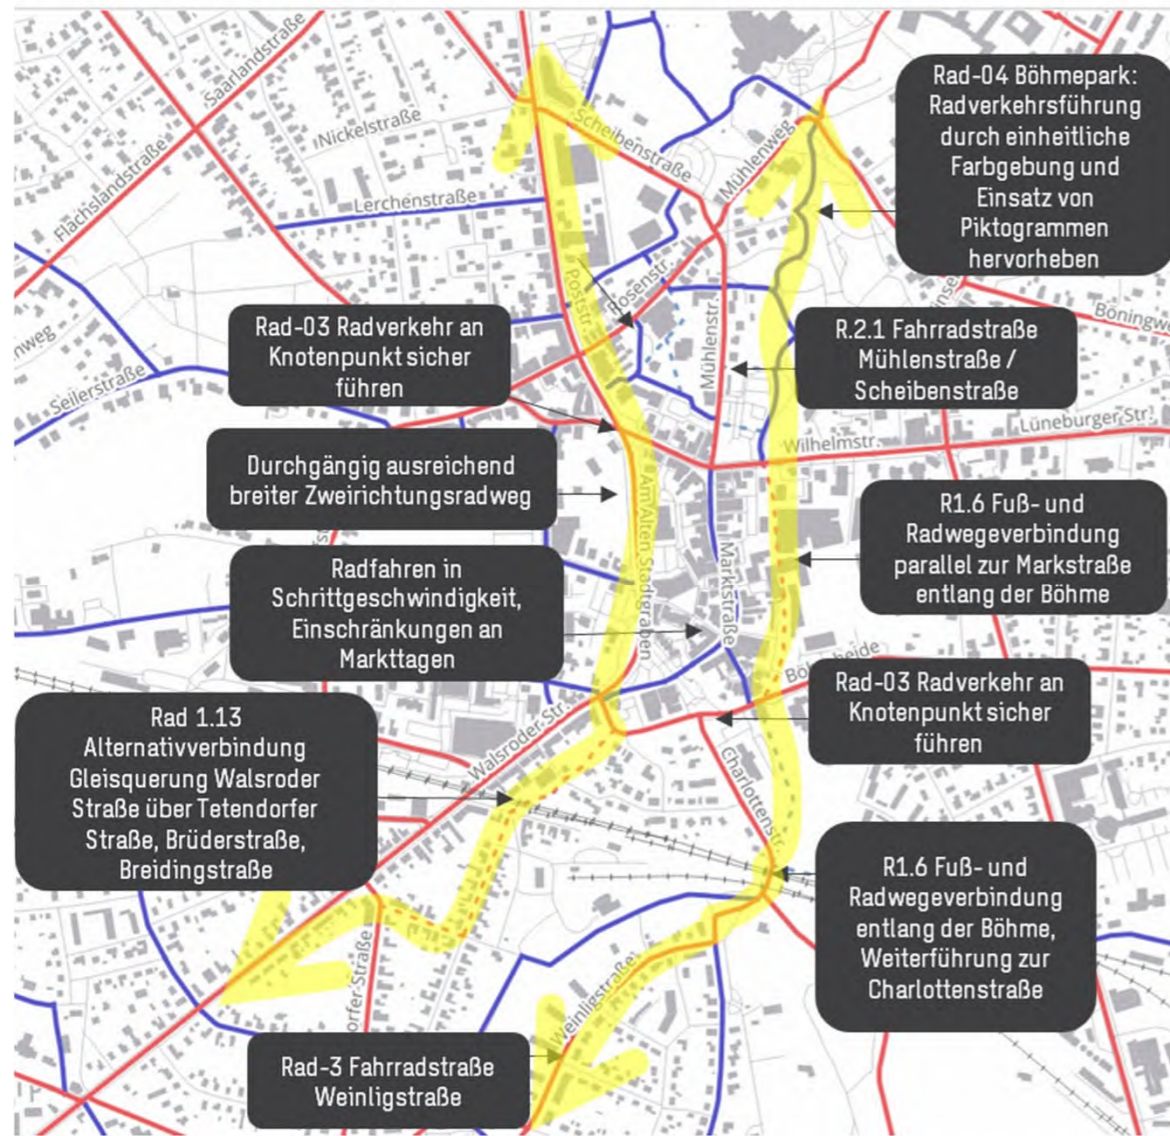 Saarlandstraße
Nickelstraße
Flachslandstraße
Lerchenstraße
Scheibenstraße
Mühlenweg
Rad-04 Böhmepark:
Radverkehrsführung
durch einheitliche
Farbgebung und
Einsatz von
Piktogrammen
hervorheben
Poststr.
Rosenstr.
Mühlenstr.
Böningwe
nweg
Seilerstraße
Rad-03 Radverkehr an
Knotenpunkt sicher
führen
R.2.1 Fahrradstraße
Mühlenstraße /
Scheibenstraße
Wilhelmstr.
Lüneburger Str.
Durchgängig ausreichend
breiter Zweirichtungsradweg
Am Alten Stadtgraben
Marktstraße
R1.6 Fuß- und
Radwegeverbindung
parallel zur Markstraße
entlang der Böhme
Radfahren in
Schrittgeschwindigkeit,
Einschränkungen an
Markttagen
Rad-03 Radverkehr an
Knotenpunkt sicher
führen
Rad 1.13
Alternativverbindung
Gleisquerung Walsroder
Straße über Tetendorfer
Straße, Brüderstraße,
Breidingstraße
Walsroder Str.
Charlottenstr.
R1.6 Fuß- und
Radwegeverbindung
entlang der Böhme,
Weiterführung zur
Charlottenstraße
orfer Straße
Weinligstraße
Rad-3 Fahrradstraße
Weinligstraße